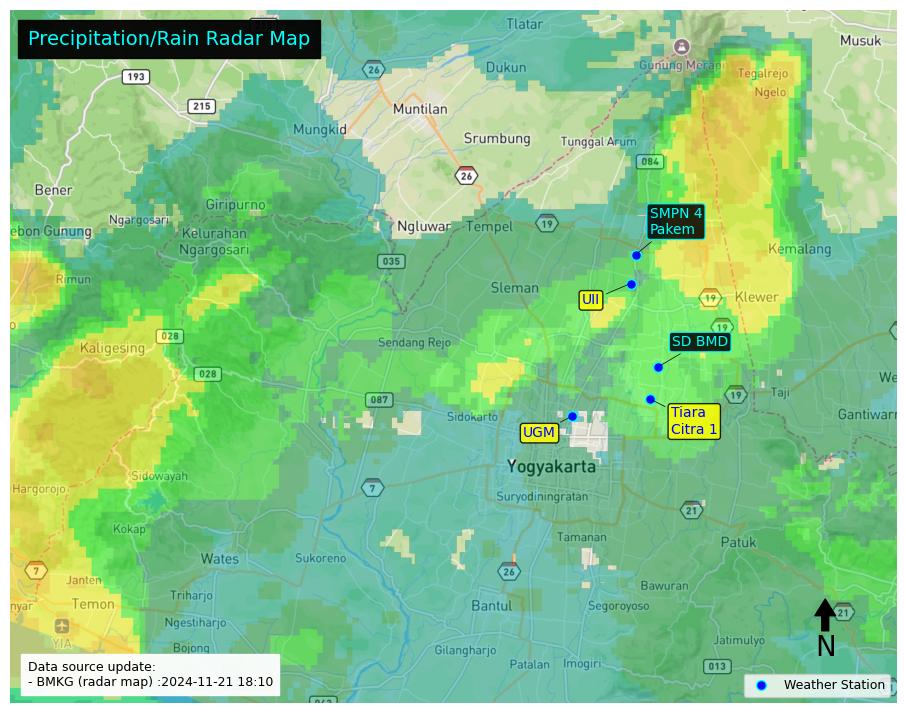 Precipitation/Rain Radar Map
Tlatar
Musuk
193
26
Dukun
Gunung Merapi
Tegalrejo
Ngelo
215
Muntilan
Mungkid
Srumbung
Tunggal Arum
084
26
Bener
Giripurno
SMPN 4
Pakem
Ngargosari
Ngluwar
Tempel
19
ebon Gunung
Kelurahan
Ngargosari
Kemalang
035
Rimun
Sleman
UII
19
Klewer
19
028
Kaligesing
Sendang Rejo
SD BMD
028
We
087
19
Taji
Sidokarto
Tiara
Citra 1
Gantiwar
UGM
Yogyakarta
Sidowayah
Hargorojo
7
Suryodiningratan
21
Kokap
Tamanan
Patuk
Wates
Sukoreno
7
Janten
26
Bawuran
Triharjo
nyar
Temon
Bantul
Segoroyoso
21
Ngestiharjo
YIA
N
Bojong
Gilangharjo
Jatimulyo
Patalan
Imogiri
013
Data source update:
- BMKG (radar map) :2024-11-21 18:10
Weather Station